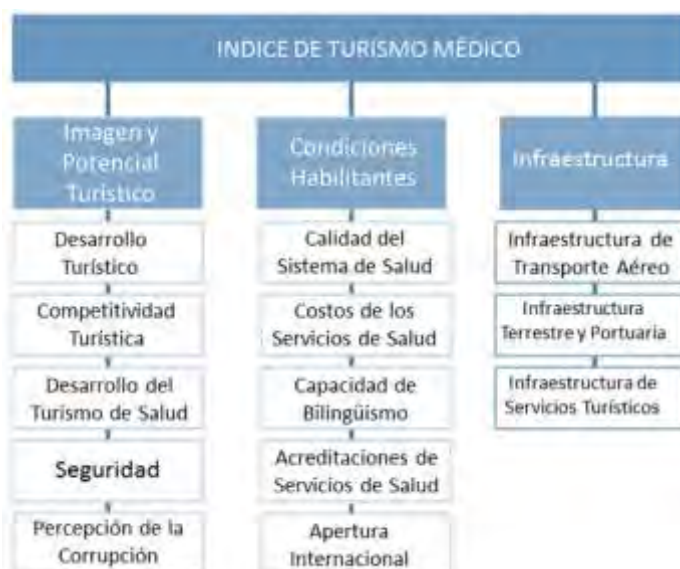 INDICE DE TURISMO MÉDICO
Imagen y
Potencial
Turístico
Desarrollo
Turístico
Competitividad
Turística
Desarrollo del
Turismo de Salud
Seguridad
Percepción de la
Corrupción
Condiciones
Habilitantes
Calidad del
Sistema de Salud
Costos de los
Servicios de Salud
Capacidad de
Bilingüismo
Acreditaciones de
Servicios de Salud
Apertura
Internacional
Infraestructura
Infraestructura de
Transporte Aéreo
Infraestructura
Terrestre y Portuaria
Infraestructura de
Servicios Turísticos